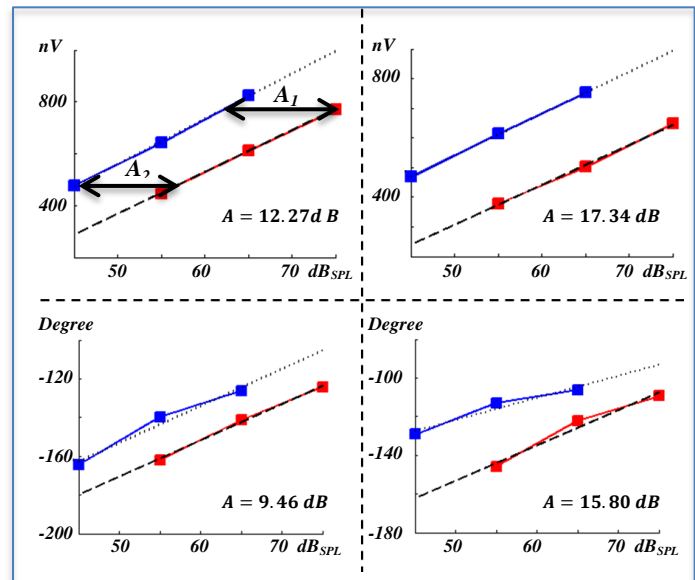 nV
800
400
A1
A2
A = 12.27d B
50 60 70 dBSPL
nV
800
400
A = 17.34 dB
50 60 70 dBSPL
Degree
-120
-160
-200
A = 9.46 dB
50 60 70 dBSPL
Degree
-100
-140
-180
A = 15.80 dB
50 60 70 dBSPL